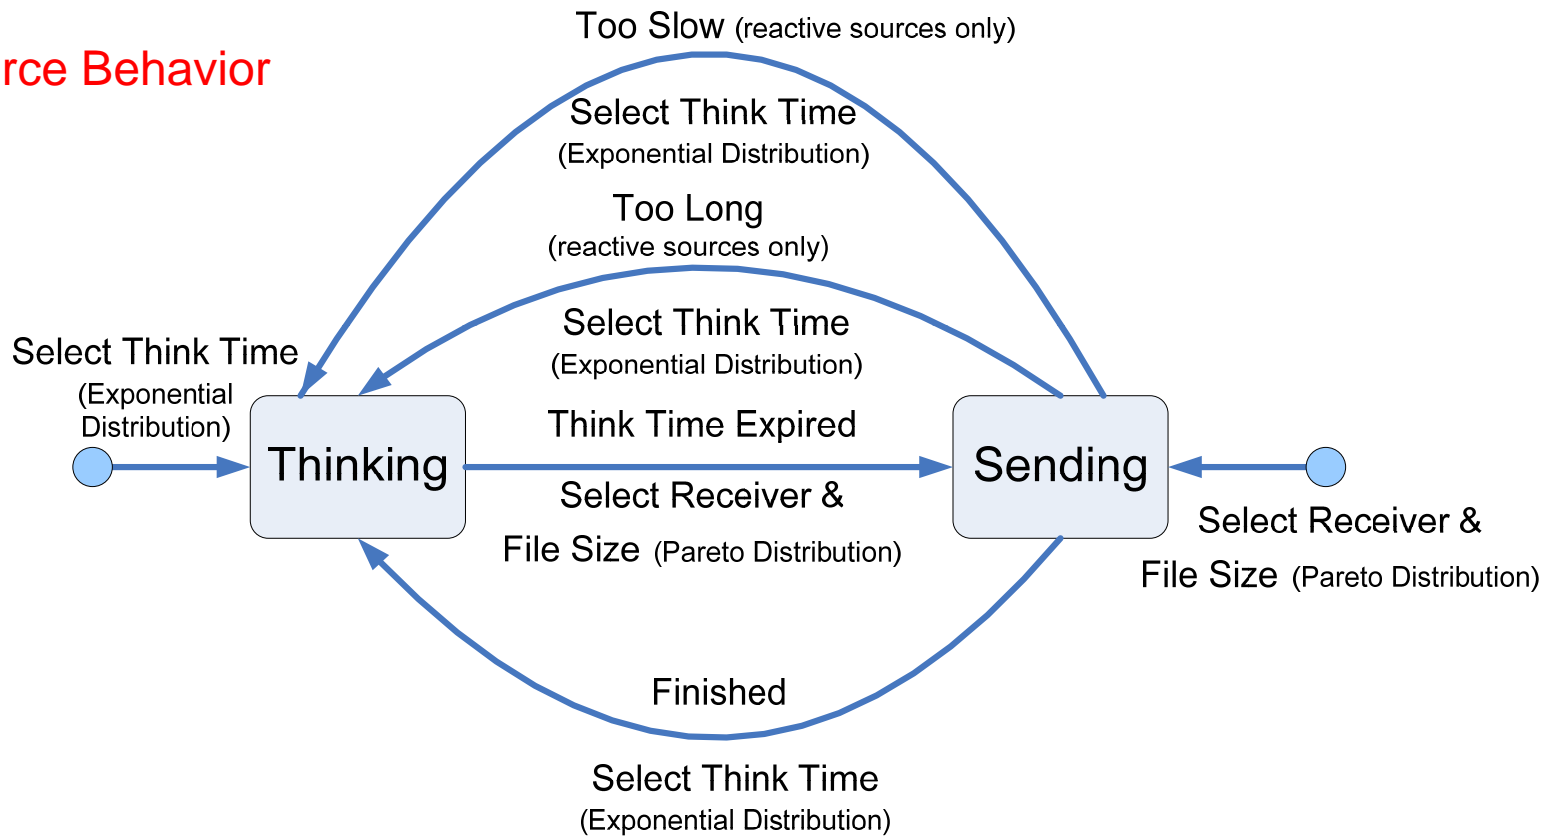 Too Slow (reactive sources only)
rce Behavior
Select Think Time
(Exponential Distribution)
Too Long
(reactive sources only)
Select Think Time
(Exponential Distribution)
Select Think Time
(Exponential
Distribution)
Think Time Expired
Thinking
Sending
Select Receiver &
File Size (Pareto Distribution)
Select Receiver &
File Size (Pareto Distribution)
Finished
Select Think Time
(Exponential Distribution)